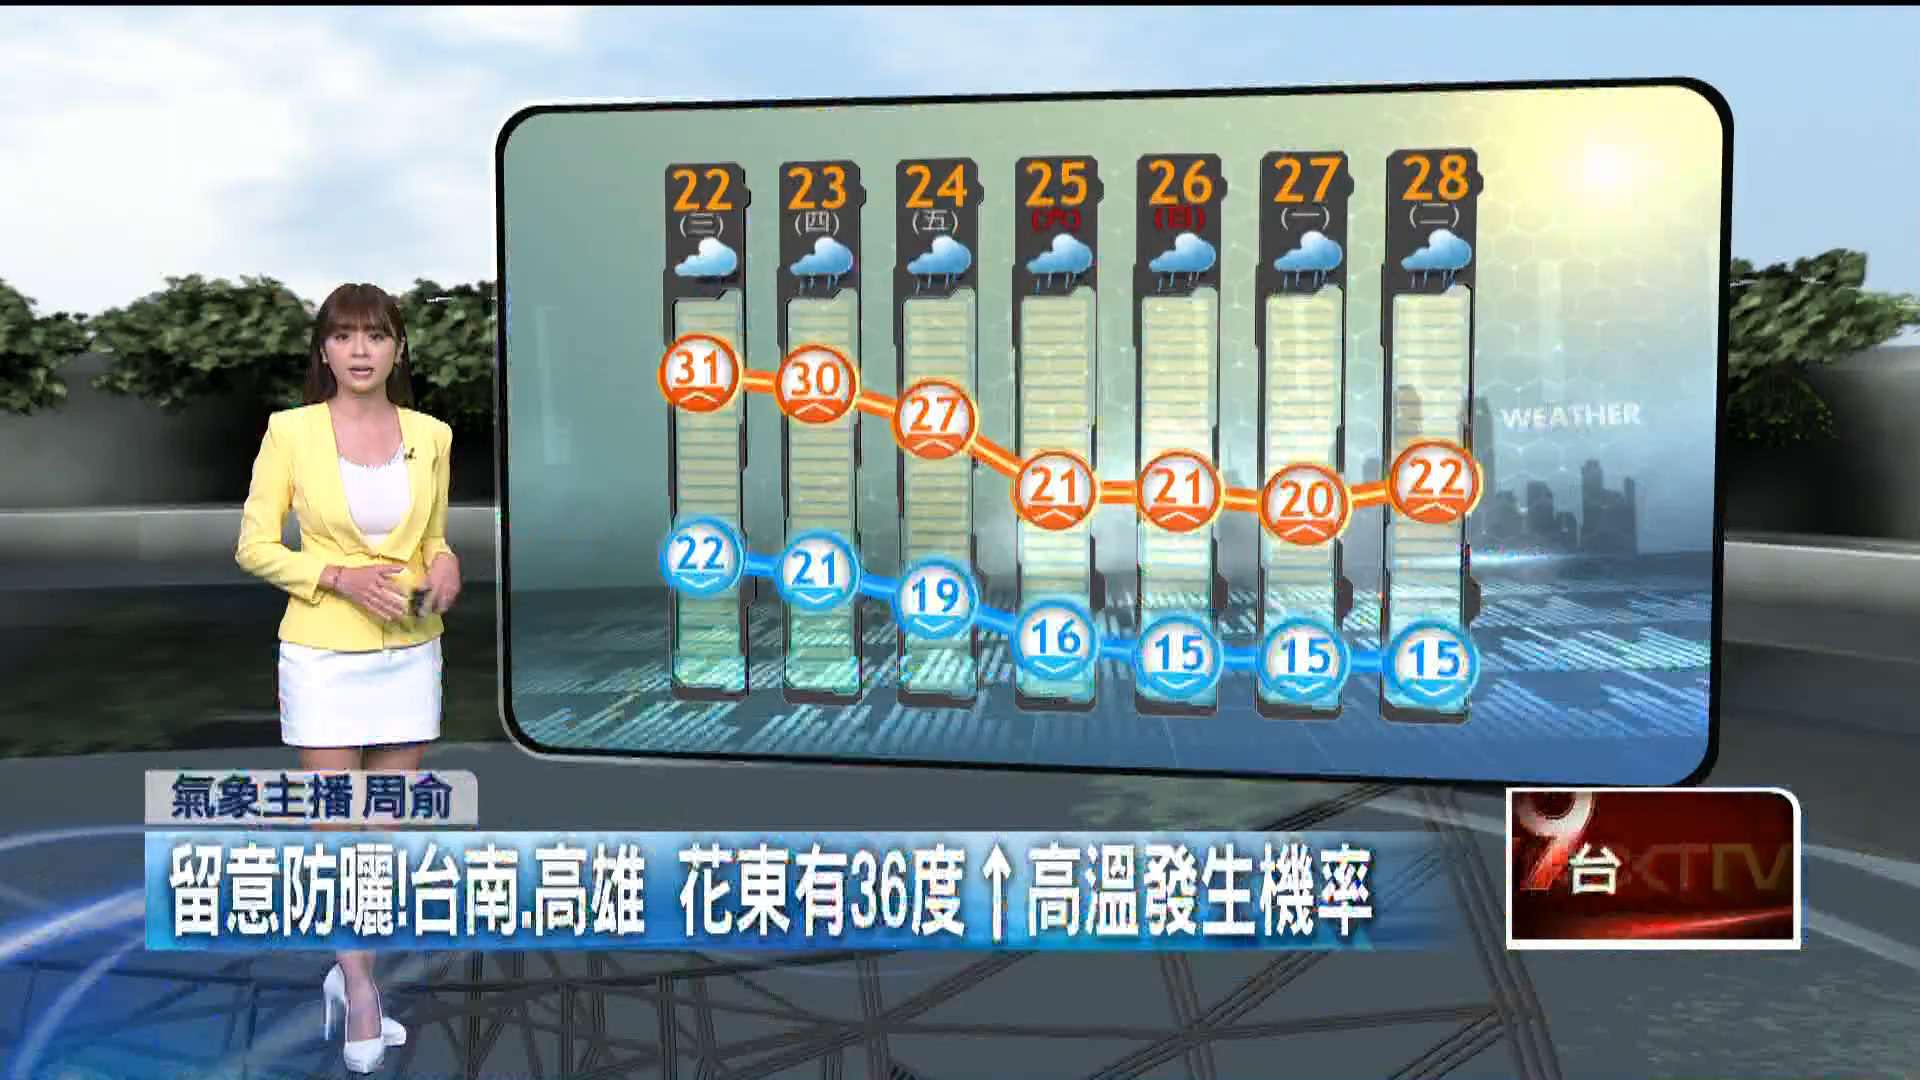 22 23 24 25 26 27 28
(三) (四) (五) (六) (日) (一) (二)
31 30 27 21 21 20 22
22 21 19 16 15 15 15
WEATHER
氣象主播 周俞
留意防曬!台南.高雄 花東有36度↑高溫發生機率
9台